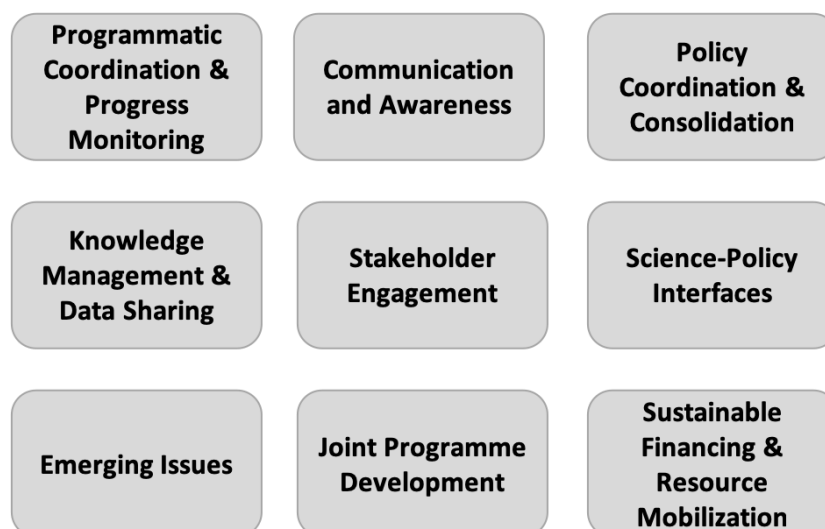 Programmatic
Coordination &
Progress
Monitoring
Communication
and Awareness
Policy
Coordination &
Consolidation
Knowledge
Management &
Data Sharing
Stakeholder
Engagement
Science-Policy
Interfaces
Emerging Issues
Joint Programme
Development
Sustainable
Financing &
Resource
Mobilization